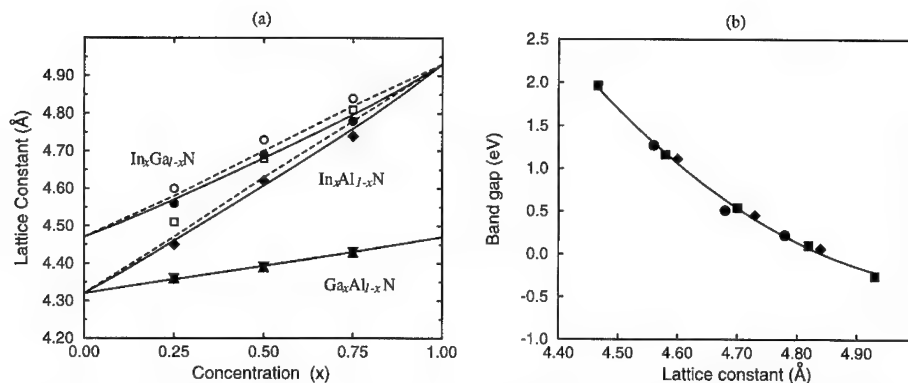 (a)
Lattice Constant (Å)
4.90
4.80
4.70
4.60
4.50
4.40
4.30
4.20
InxGa1-xN
InxAl1-xN
GaxAl1-xN
0.00 0.25 0.50 0.75 1.00
Concentration (x)
(b)
Band gap (eV)
2.5
2.0
1.5
1.0
0.5
0.0
-0.5
-1.0
4.40 4.50 4.60 4.70 4.80 4.90
Lattice constant (Å)